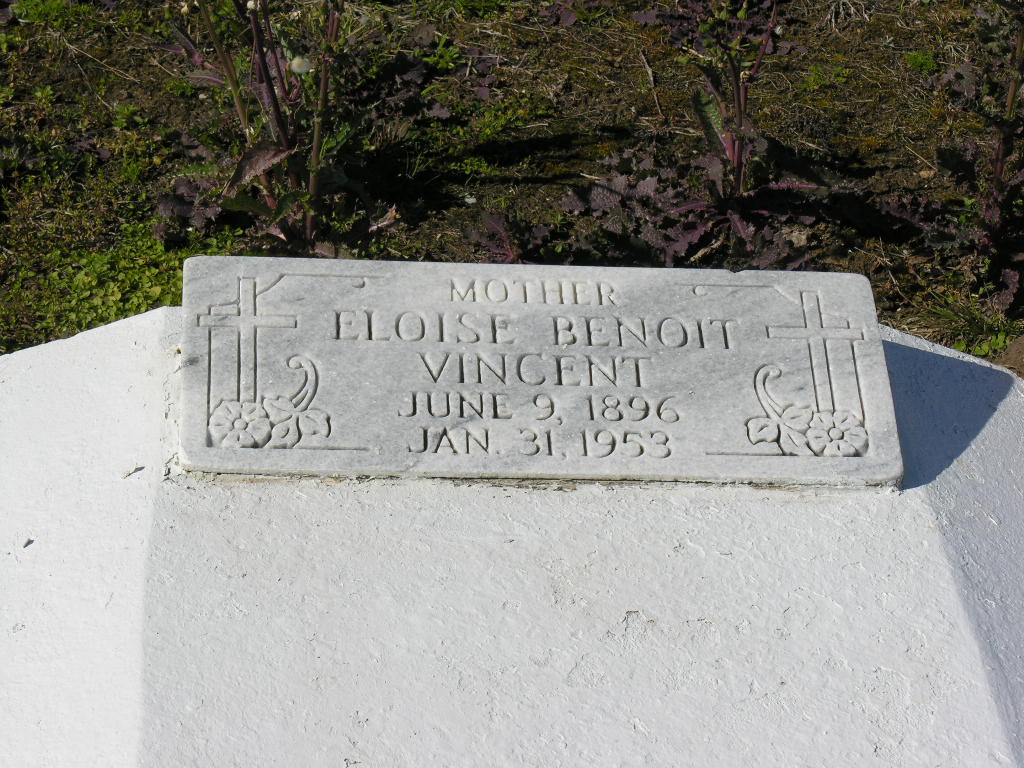 MOTHER
ELOISE BENOIT
VINCENT
JUNE 9, 1896
JAN. 31, 1953